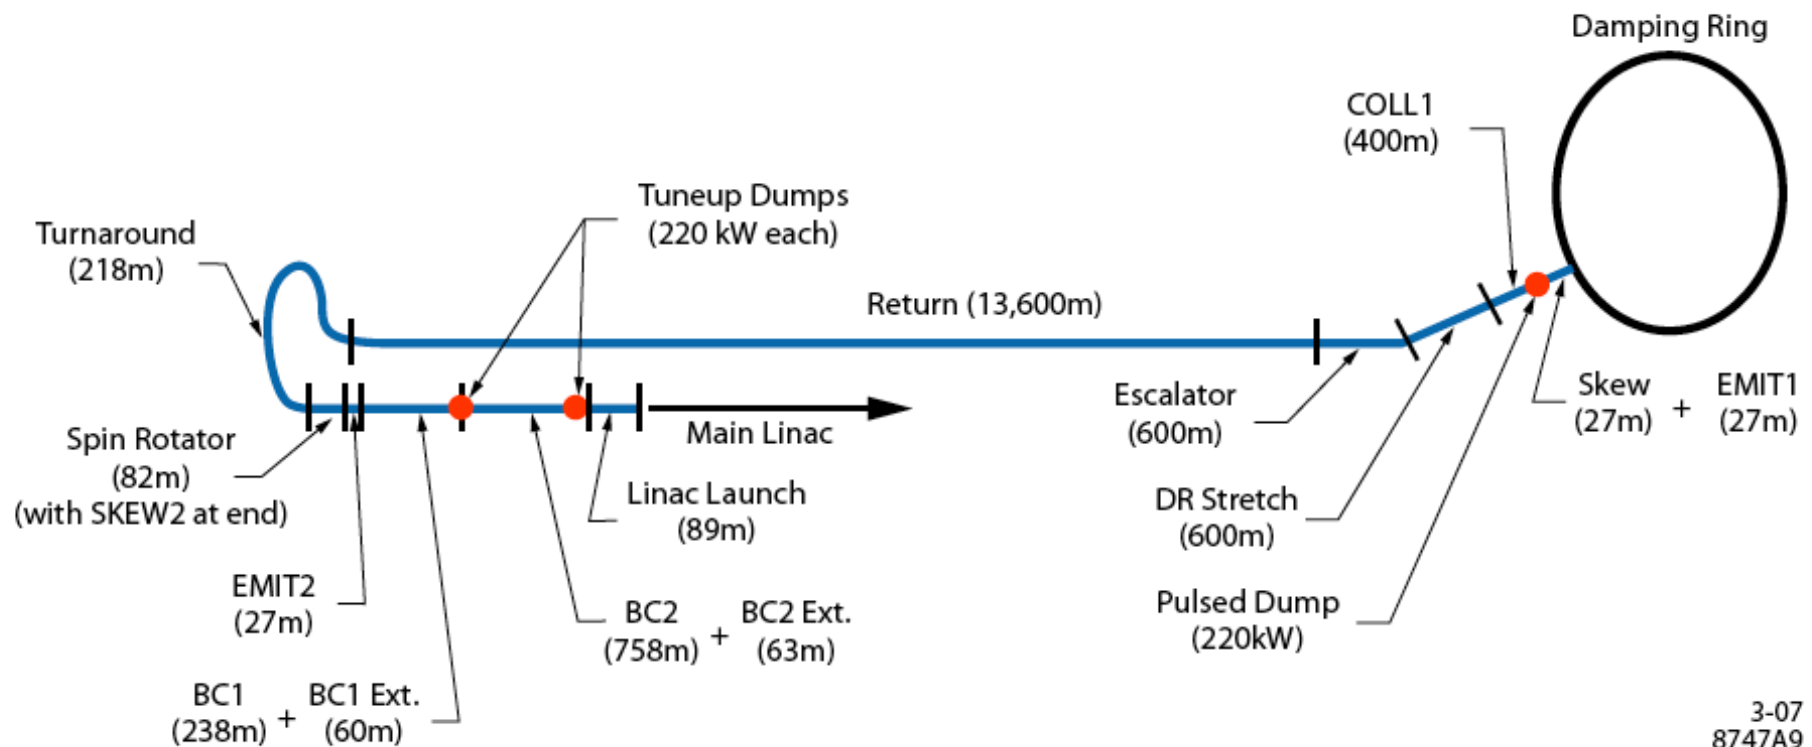 Damping Ring
COLL1
(400m)
Tuneup Dumps
(220 kW each)
Turnaround
(218m)
Return (13,600m)
Escalator
(600m)
Skew + EMIT1
(27m) (27m)
Main Linac
Spin Rotator
(82m)
(with SKEW2 at end)
Linac Launch
(89m)
DR Stretch
(600m)
EMIT2
(27m)
BC2 + BC2 Ext.
(758m) (63m)
Pulsed Dump
(220kW)
BC1 + BC1 Ext.
(238m) (60m)
3-07
8747A9